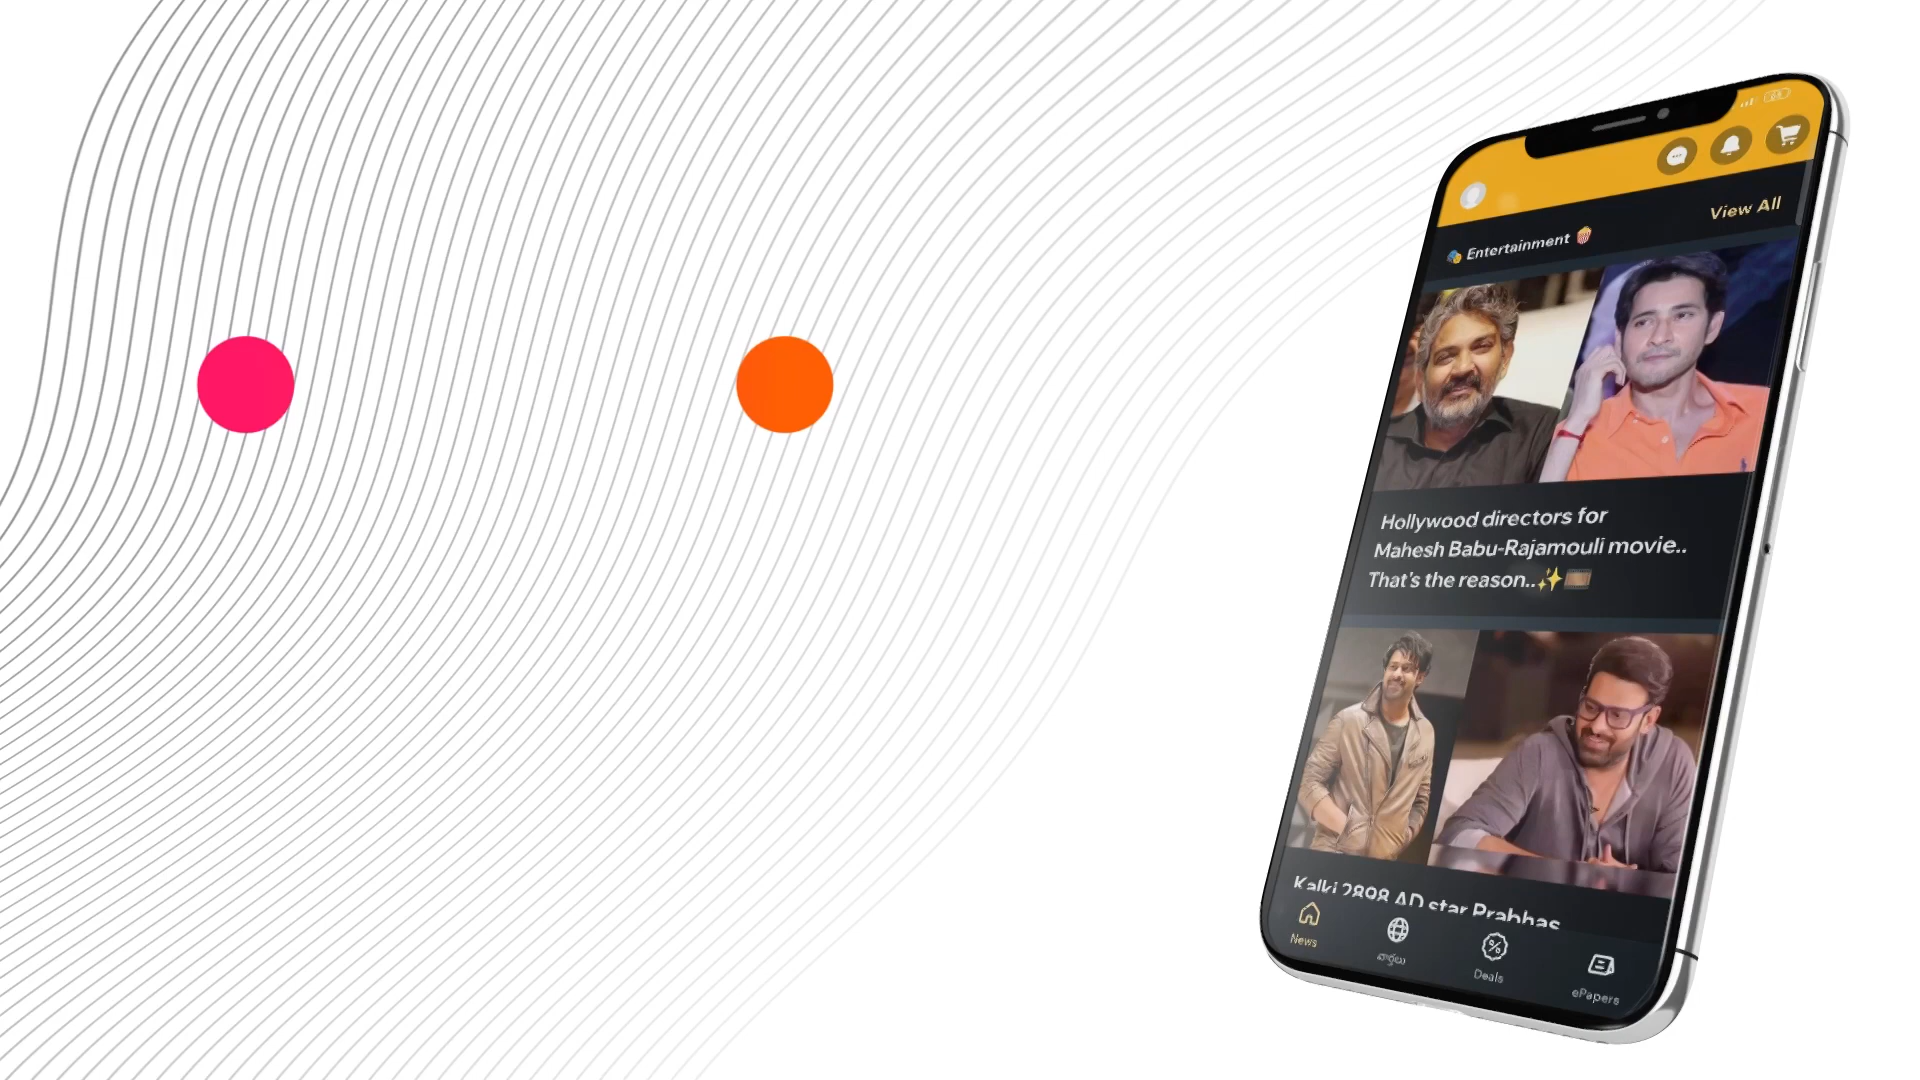 View All
🎭 Entertainment 🍿
Hollywood directors for
Mahesh Babu-Rajamouli movie..
That's the reason..✨🎞️
Kalki 2898 AD star Prabhas
News
వార్తలు
Deals
ePapers